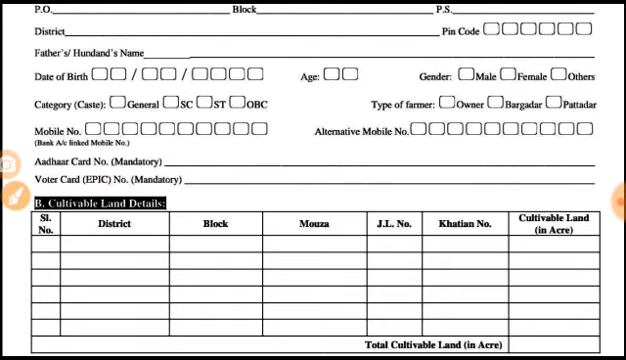 P.O. Block P.S.
District Pin Code
Father's/ Hundand's Name
Date of Birth / / Age: Gender: Male Female Others
Category (Caste): General SC ST OBC Type of farmer: Owner Bargadar Pattadar
Mobile No. Alternative Mobile No.
(Bank A/c linked Mobile No.)
Aadhaar Card No. (Mandatory)
Voter Card (EPIC) No. (Mandatory)
B. Cultivable Land Details:
Sl. No. District Block Mouza J.L. No. Khatian No. Cultivable Land (in Acre)
Total Cultivable Land (in Acre)